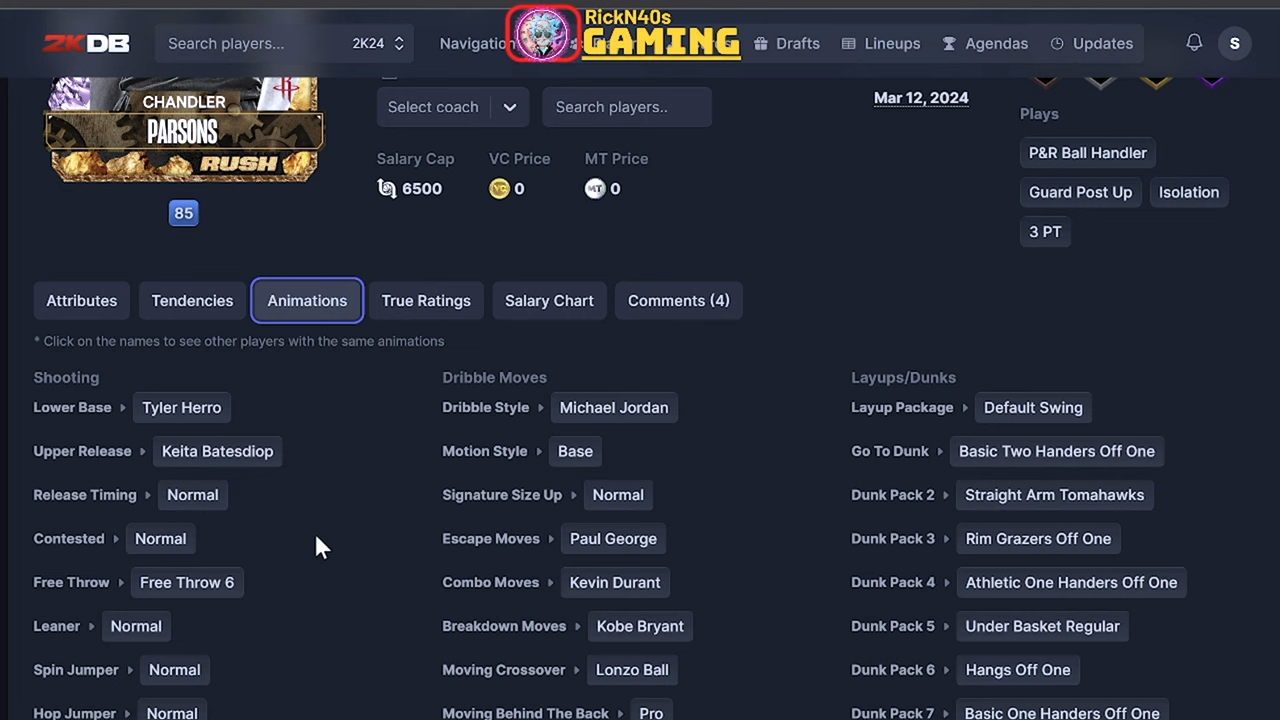 2KDB
Search players...
2K24
Navigation
RickN40s
GAMING
Drafts
Lineups
Agendas
Updates
S
CHANDLER
PARSONS
RUSH
85
Select coach
Search players..
Salary Cap
VC Price
MT Price
6500
VC
0
MT
0
Mar 12, 2024
Plays
P&R Ball Handler
Guard Post Up
Isolation
3 PT
Attributes
Tendencies
Animations
True Ratings
Salary Chart
Comments (4)
* Click on the names to see other players with the same animations
Shooting
Lower Base
Tyler Herro
Upper Release
Keita Batesdiop
Release Timing
Normal
Contested
Normal
Free Throw
Free Throw 6
Leaner
Normal
Spin Jumper
Normal
Hop Jumper
Normal
Dribble Moves
Dribble Style
Michael Jordan
Motion Style
Base
Signature Size Up
Normal
Escape Moves
Paul George
Combo Moves
Kevin Durant
Breakdown Moves
Kobe Bryant
Moving Crossover
Lonzo Ball
Moving Behind The Back
Pro
Layups/Dunks
Layup Package
Default Swing
Go To Dunk
Basic Two Handers Off One
Dunk Pack 2
Straight Arm Tomahawks
Dunk Pack 3
Rim Grazers Off One
Dunk Pack 4
Athletic One Handers Off One
Dunk Pack 5
Under Basket Regular
Dunk Pack 6
Hangs Off One
Dunk Pack 7
Basic One Handers Off One